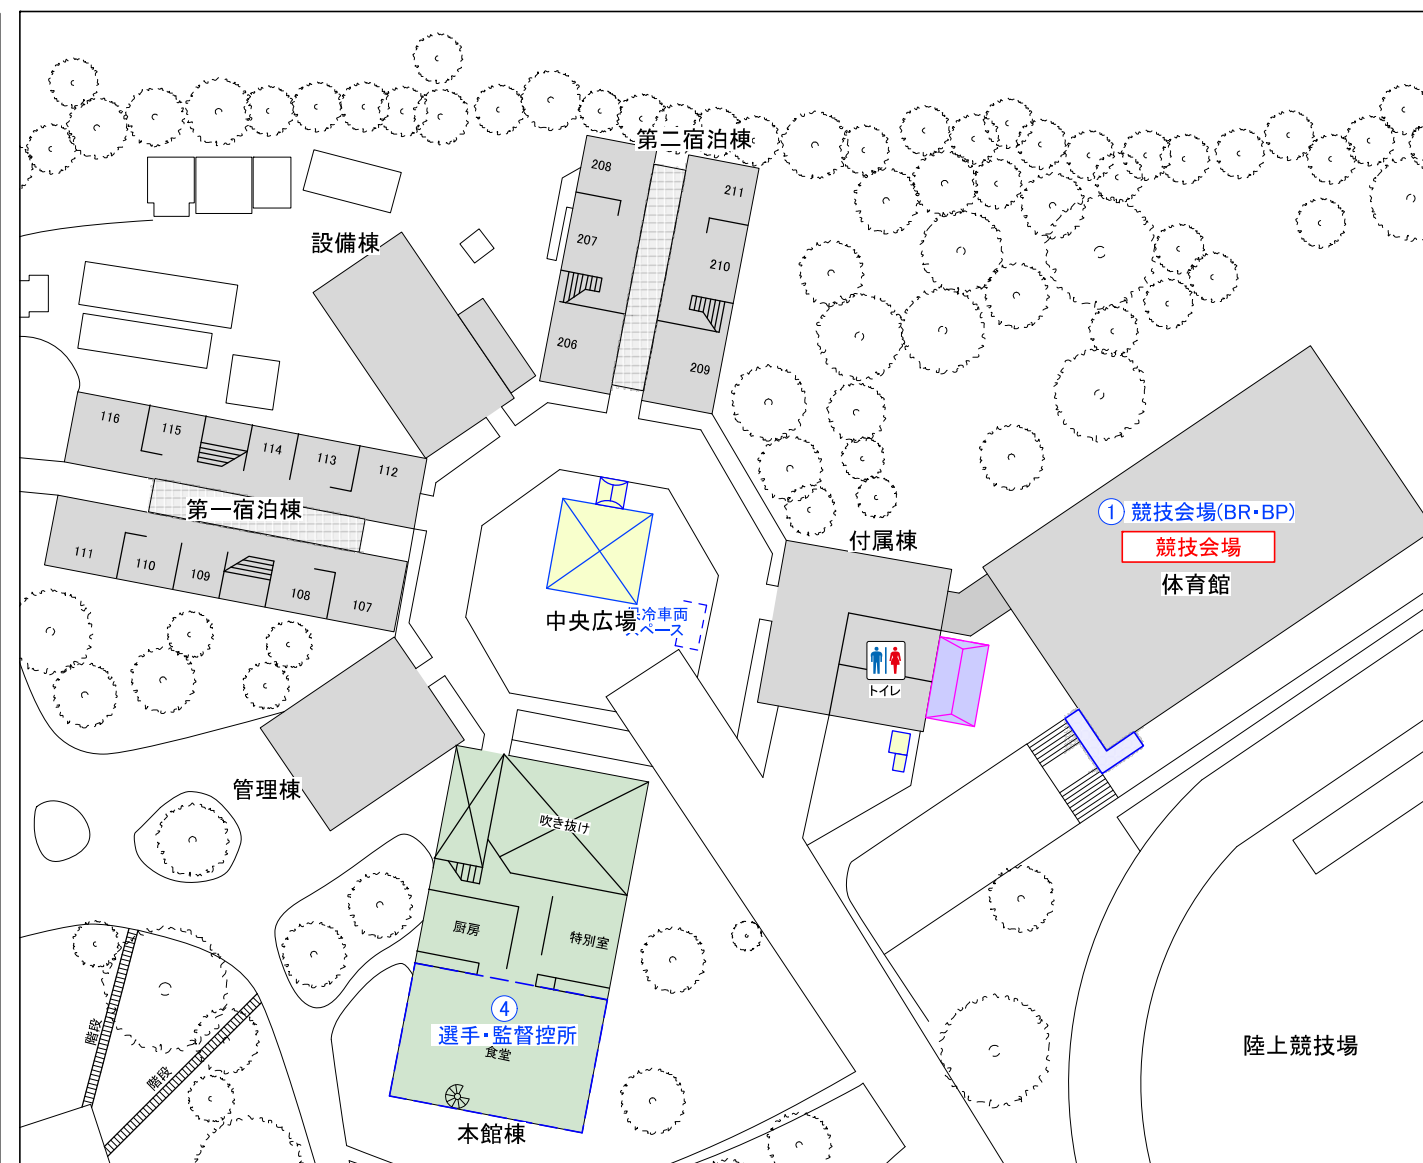 第二宿泊棟
208
211
207
210
206
209
設備棟
116
115
114
113
112
第一宿泊棟
111
110
109
108
107
中央広場
冷車両
ペース
付属棟
トイレ
① 競技会場(BR・BP)
競技会場
体育館
管理棟
吹き抜け
厨房
特別室
④
選手・監督控所
食堂
本館棟
階段
階段
陸上競技場